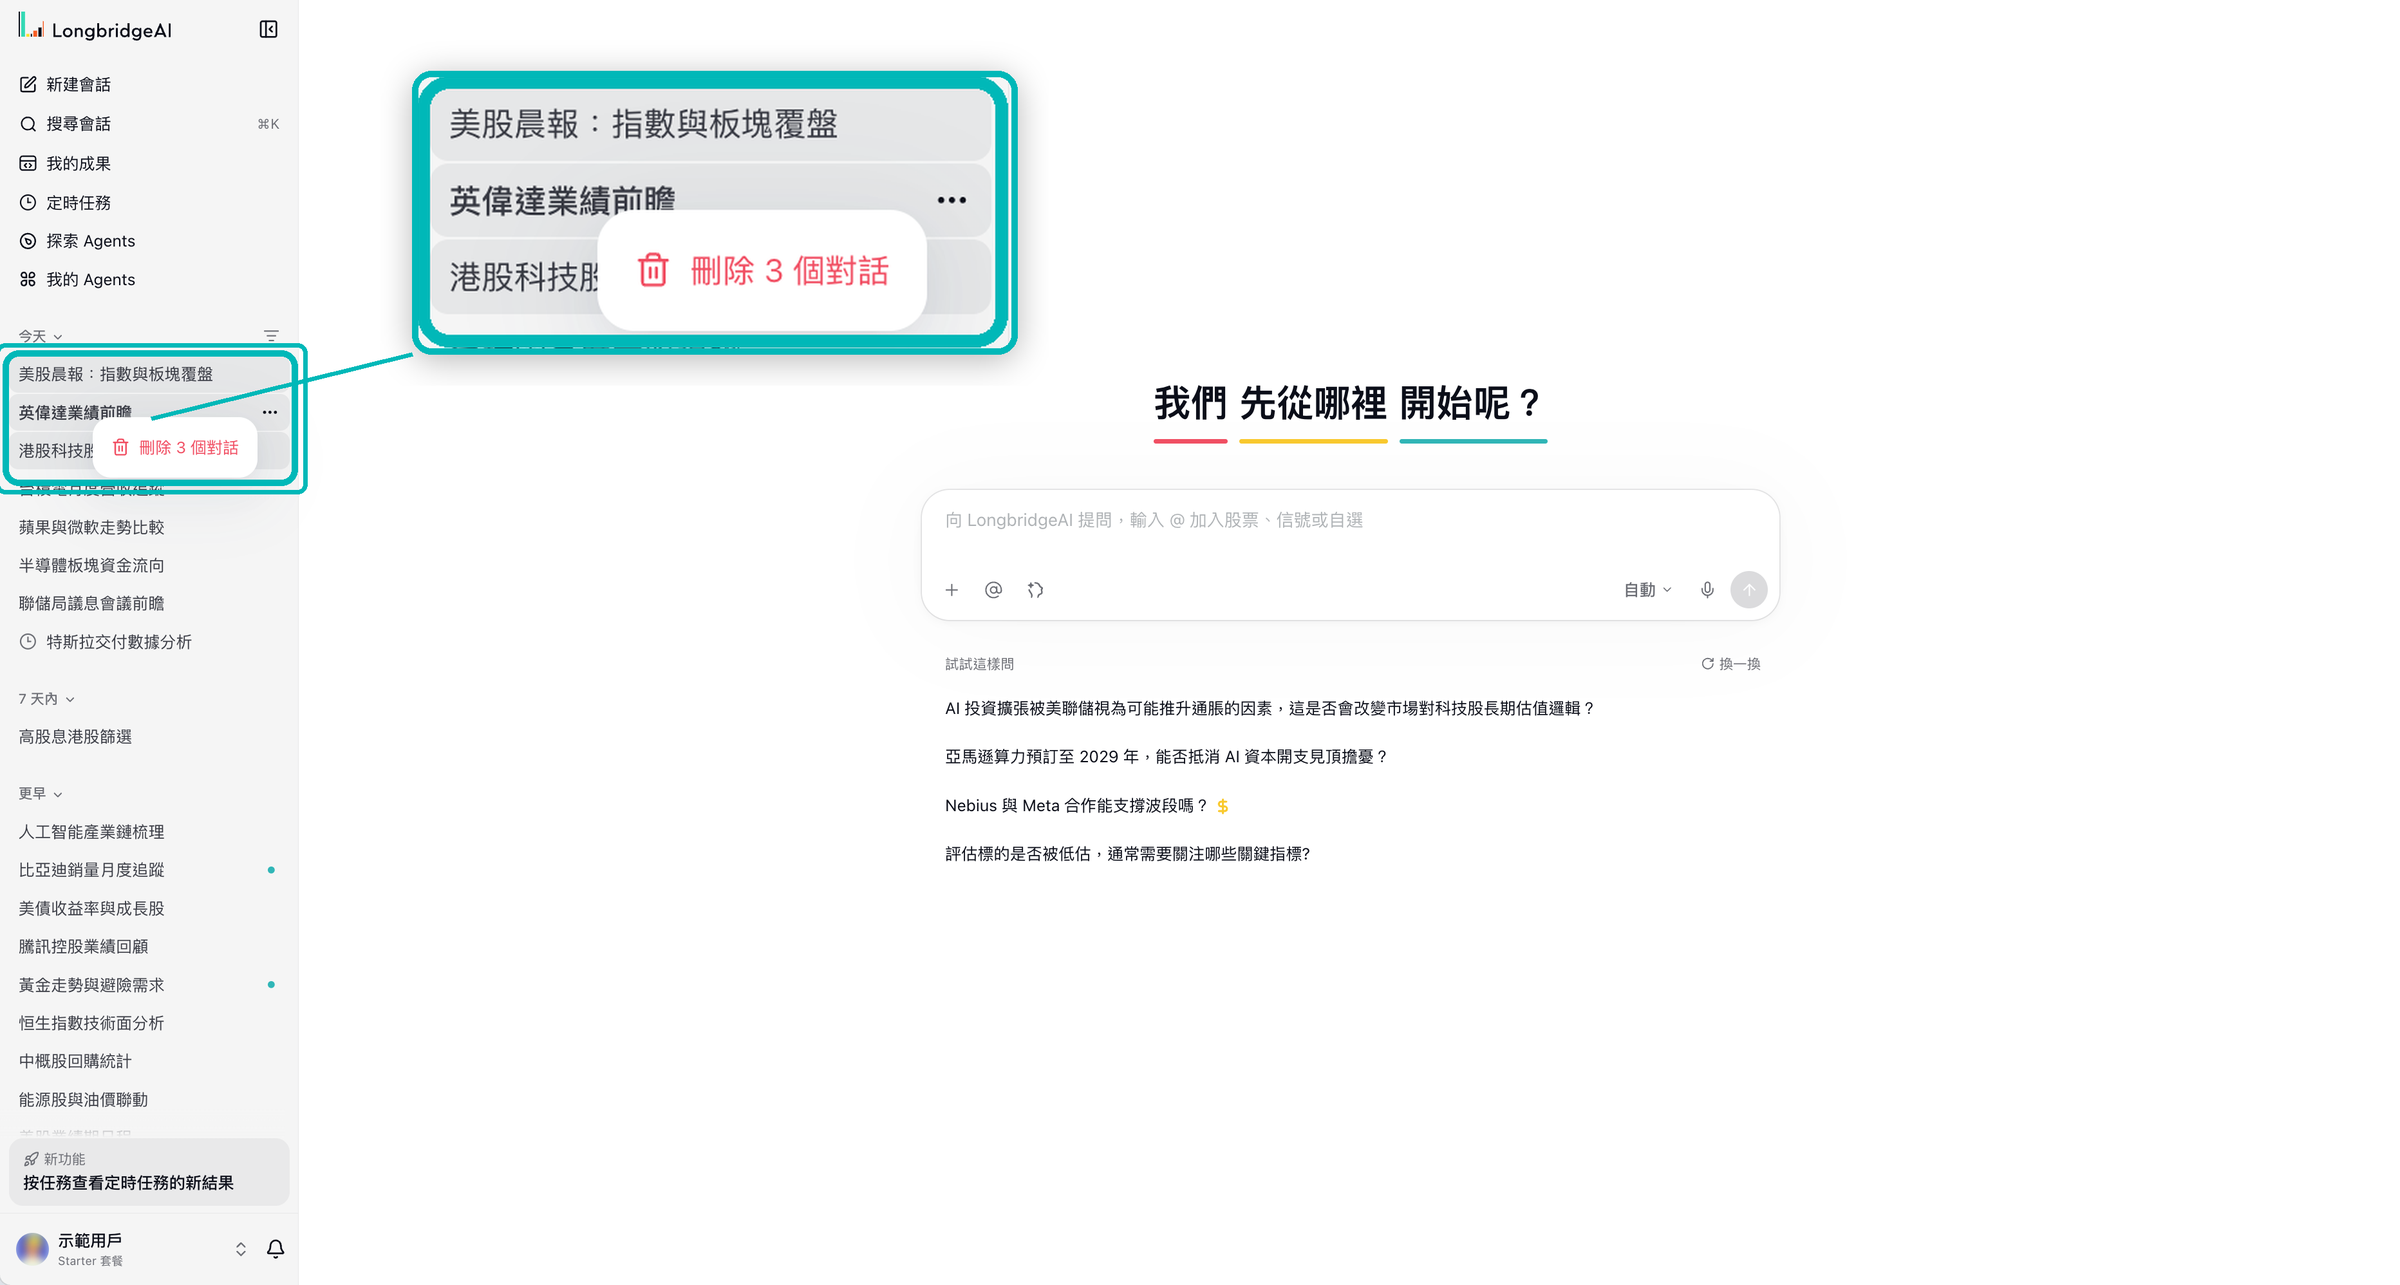 LongbridgeAI
新建會話
搜尋會話 ⌘K
我的成果
定時任務
探索 Agents
我的 Agents
今天
美股晨報：指數與板塊覆盤
英偉達業績前瞻
港股科技股
刪除 3 個對話
蘋果與微軟走勢比較
半導體板塊資金流向
聯儲局議息會議前瞻
特斯拉交付數據分析
7 天內
高股息港股篩選
更早
人工智能產業鏈梳理
比亞迪銷量月度追蹤
美債收益率與成長股
騰訊控股業績回顧
黃金走勢與避險需求
恒生指數技術面分析
中概股回購統計
能源股與油價聯動
新功能
按任務查看定時任務的新結果
示範用戶
Starter 套餐
美股晨報：指數與板塊覆盤
英偉達業績前瞻
港股科技股
刪除 3 個對話
我們 先從哪裡 開始呢？
向 LongbridgeAI 提問，輸入 @ 加入股票、信號或自選
自動
試試這樣問
換一換
AI 投資擴張被美聯儲視為可能推升通脹的因素，這是否會改變市場對科技股長期估值邏輯？
亞馬遜算力預訂至 2029 年，能否抵消 AI 資本開支見頂擔憂？
Nebius 與 Meta 合作能支撐波段嗎？
評估標的是否被低估，通常需要關注哪些關鍵指標?